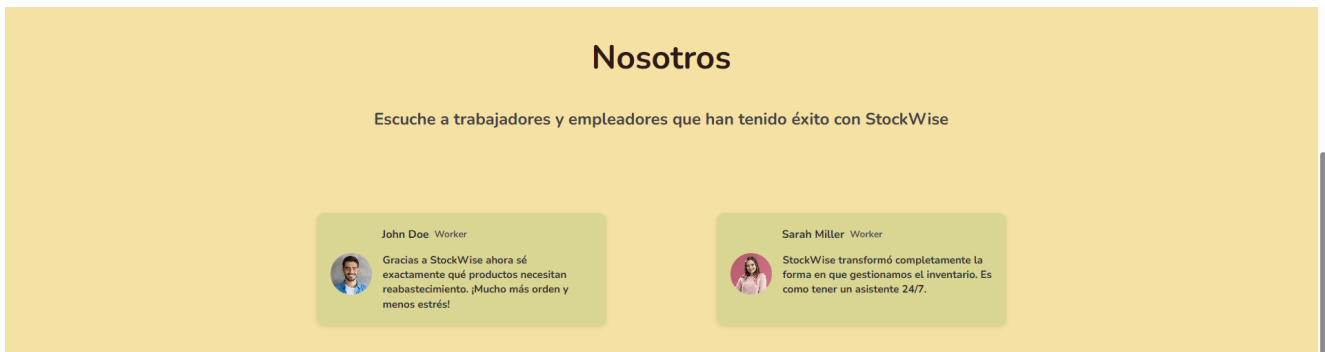 Nosotros
Escuche a trabajadores y empleadores que han tenido éxito con StockWise
John Doe Worker
Gracias a StockWise ahora sé
exactamente qué productos necesitan
reabastecimiento. ¡Mucho más orden y
menos estrés!
Sarah Miller Worker
StockWise transformó completamente la
forma en que gestionamos el inventario. Es
como tener un asistente 24/7.